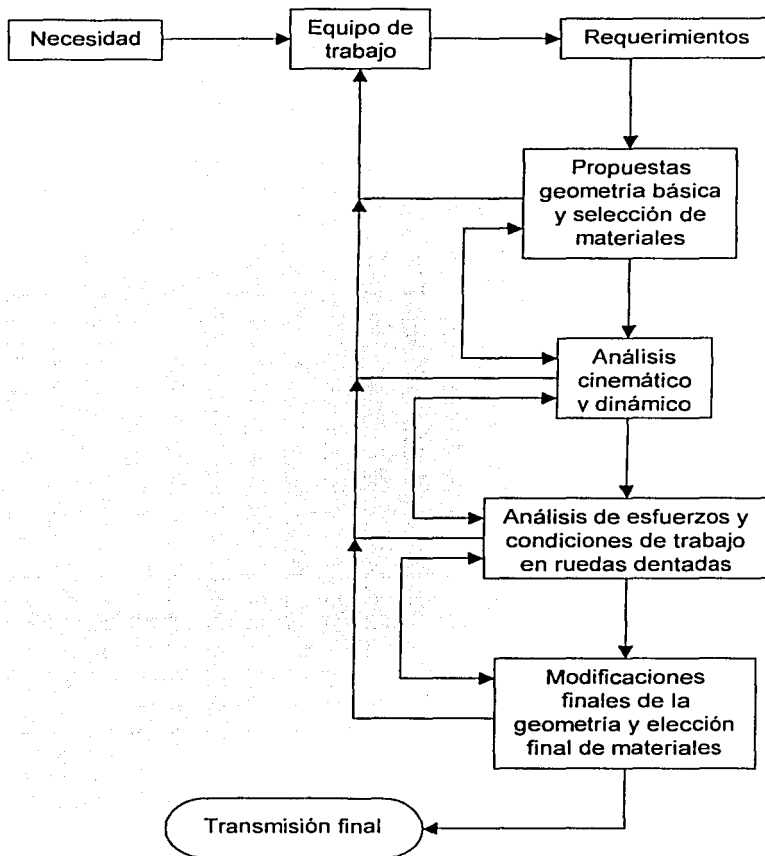 Necesidad
Equipo de
trabajo
Requerimientos
Propuestas
geometría básica
y selección de
materiales
Análisis
cinemático
y dinámico
Análisis de esfuerzos y
condiciones de trabajo
en ruedas dentadas
Modificaciones
finales de la
geometría y elección
final de materiales
Transmisión final